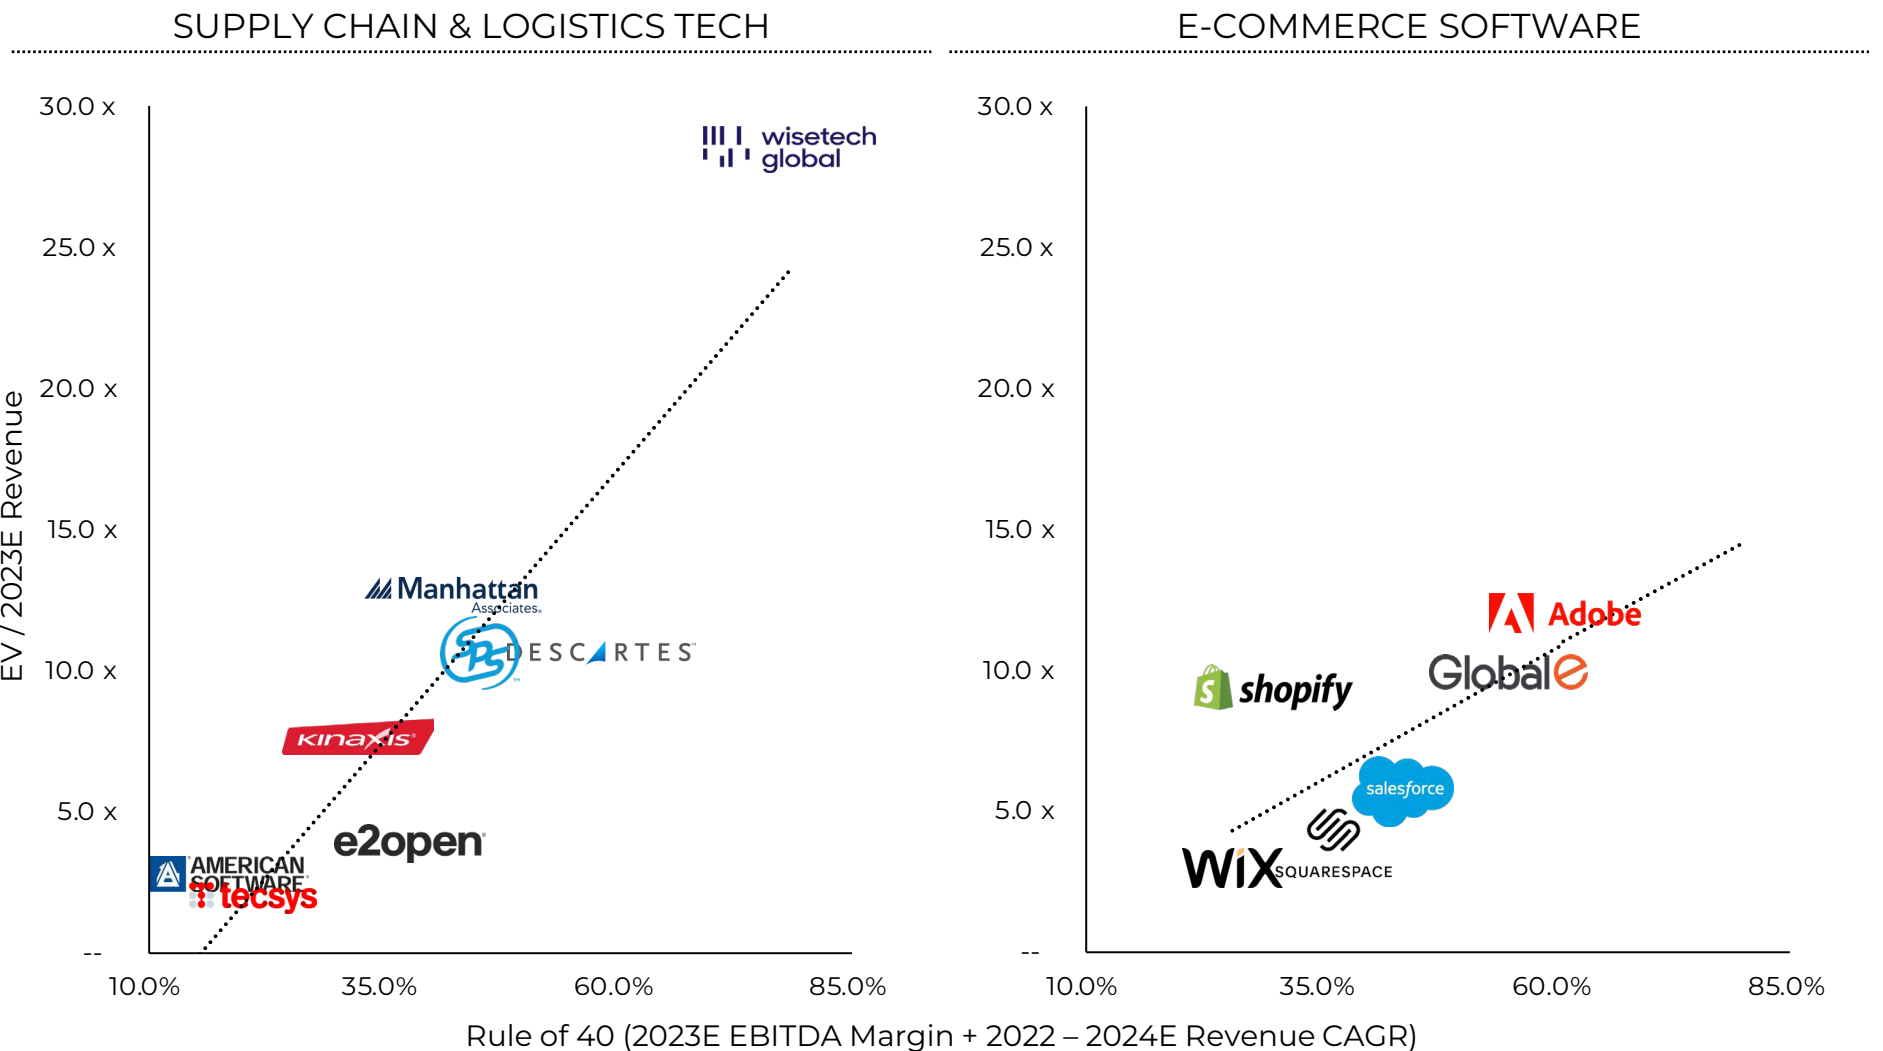 SUPPLY CHAIN & LOGISTICS TECH
EV / 2023E Revenue
30.0 x
25.0 x
20.0 x
15.0 x
10.0 x
5.0 x
--
wisetech
global
Manhattan
Associates®
SPS™
DESCARTES™
KINAXIS®
e2open®
AMERICAN
SOFTWARE®
tecsys
10.0%
35.0%
60.0%
85.0%
E-COMMERCE SOFTWARE
30.0 x
25.0 x
20.0 x
15.0 x
10.0 x
5.0 x
--
Adobe
Globale
S shopify
salesforce
WiX
SQUARESPACE
10.0%
35.0%
60.0%
85.0%
Rule of 40 (2023E EBITDA Margin + 2022 – 2024E Revenue CAGR)